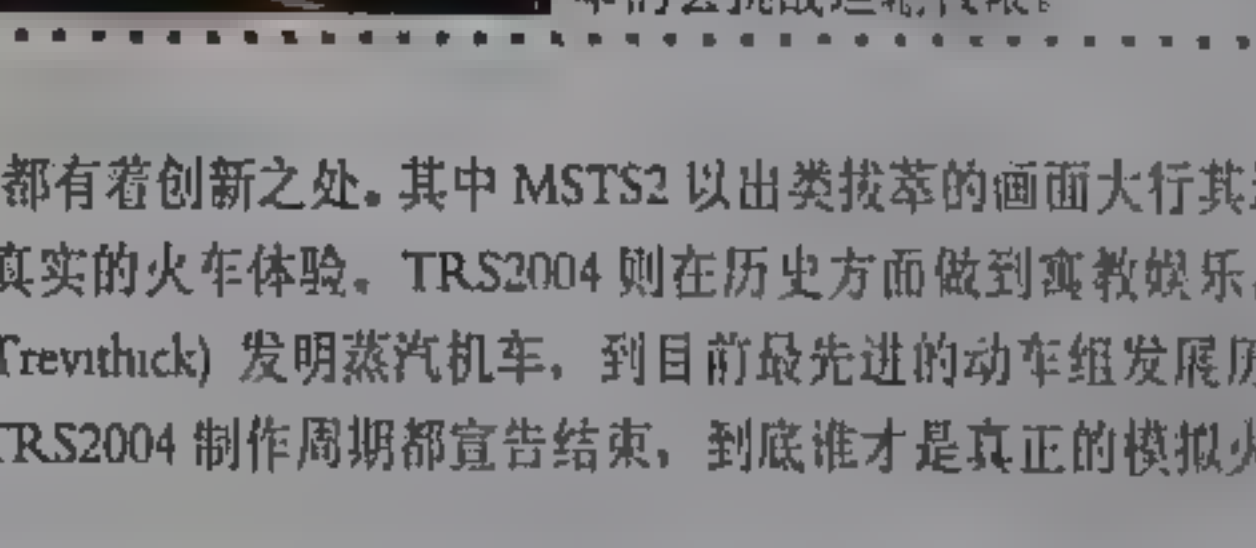 都有着创新之处。其中 MSTS2 以出类拔萃的画面大行其
真实的火车体验。TRS2004 则在历史方面做到寓教娱乐
Trevithick) 发明蒸汽机车，到目前最先进的动车组发展历
TRS2004 制作周期都宣告结束，到底谁才是真正的模拟火